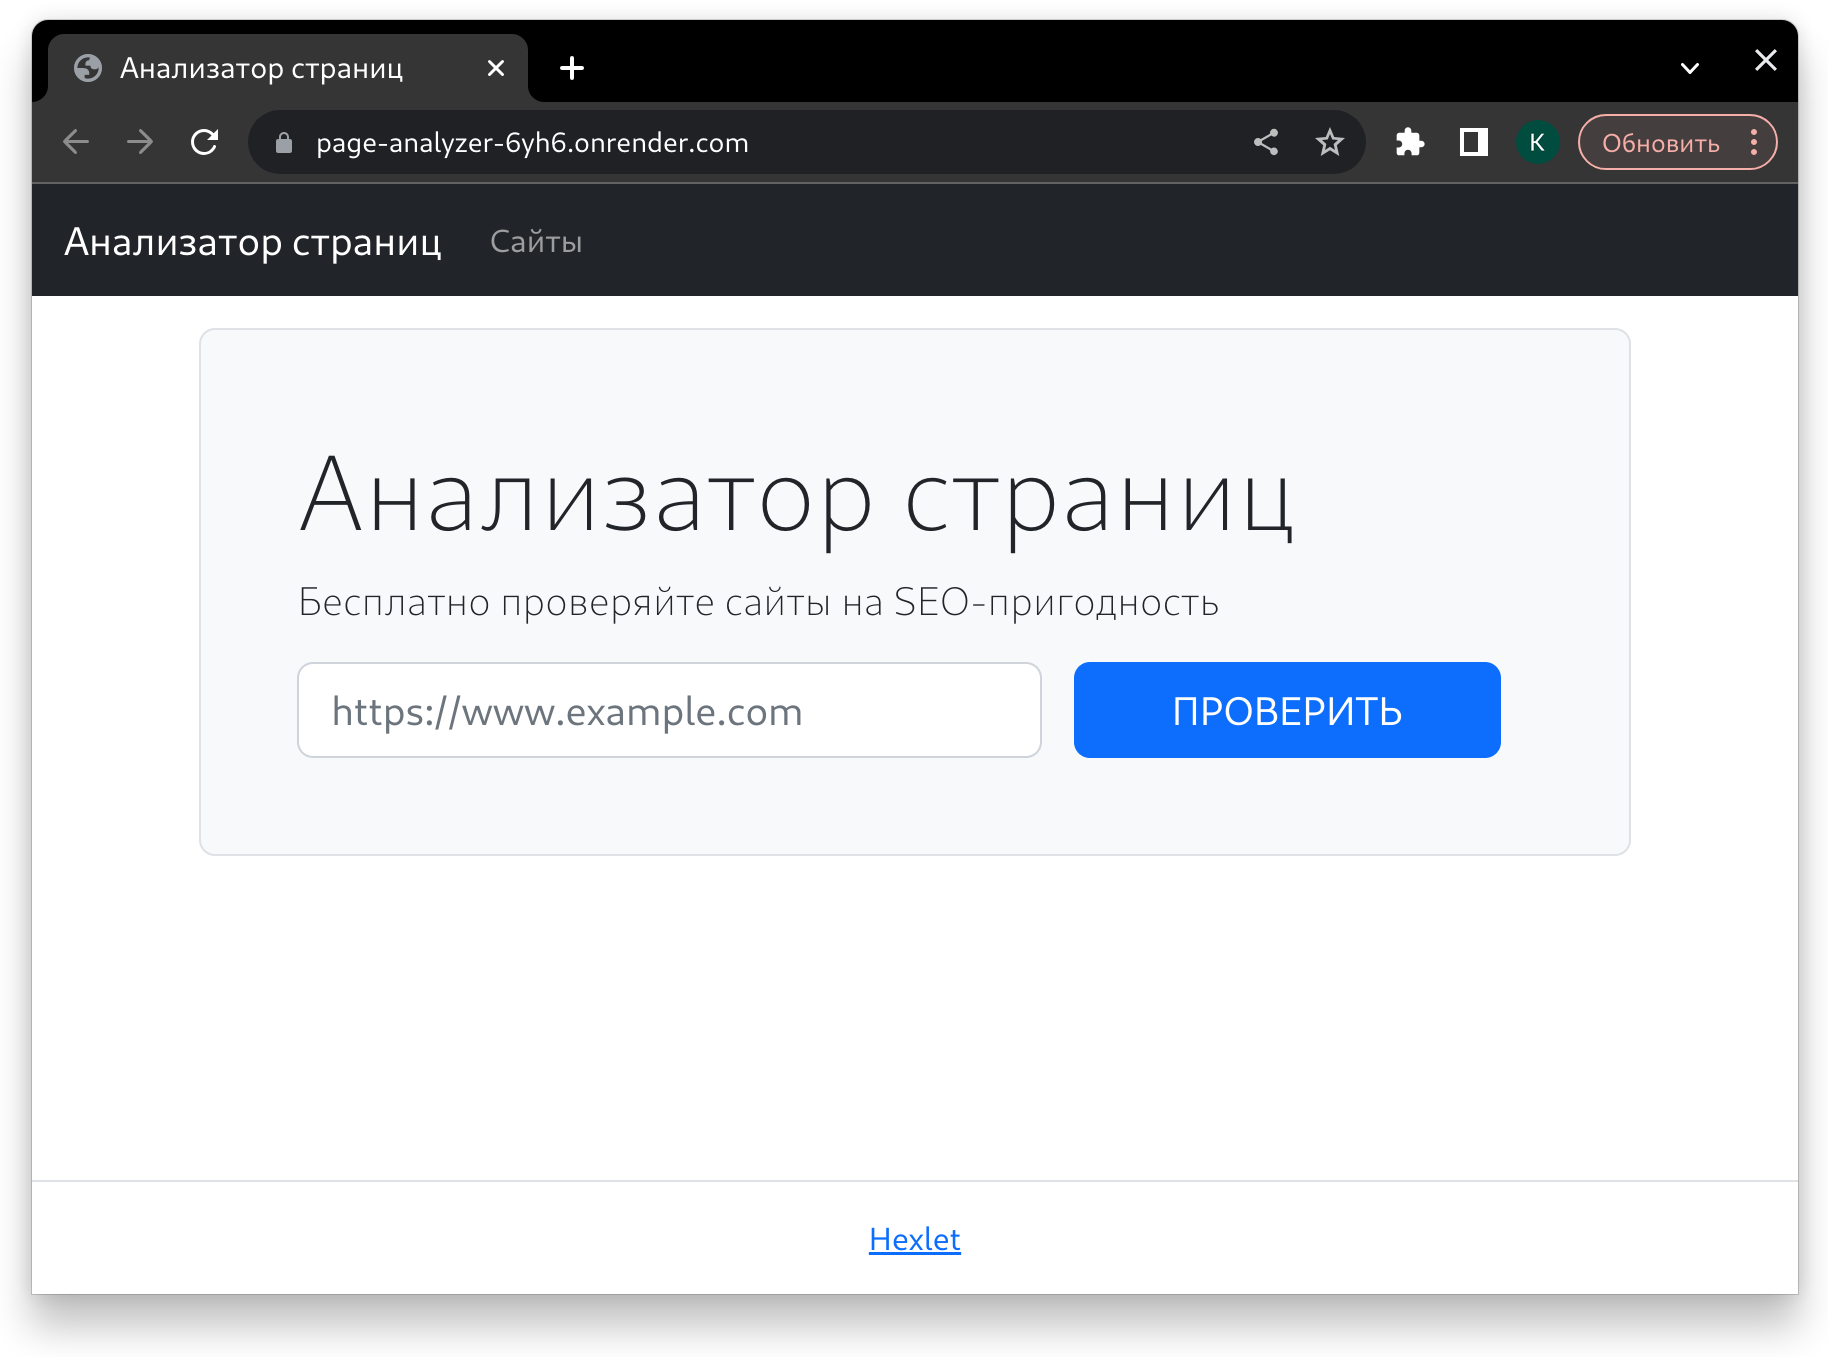 Анализатор страниц
page-analyzer-6yh6.onrender.com
K
Обновить
Анализатор страниц Сайты
Анализатор страниц
Бесплатно проверяйте сайты на SEO-пригодность
https://www.example.com ПРОВЕРИТЬ
Hexlet